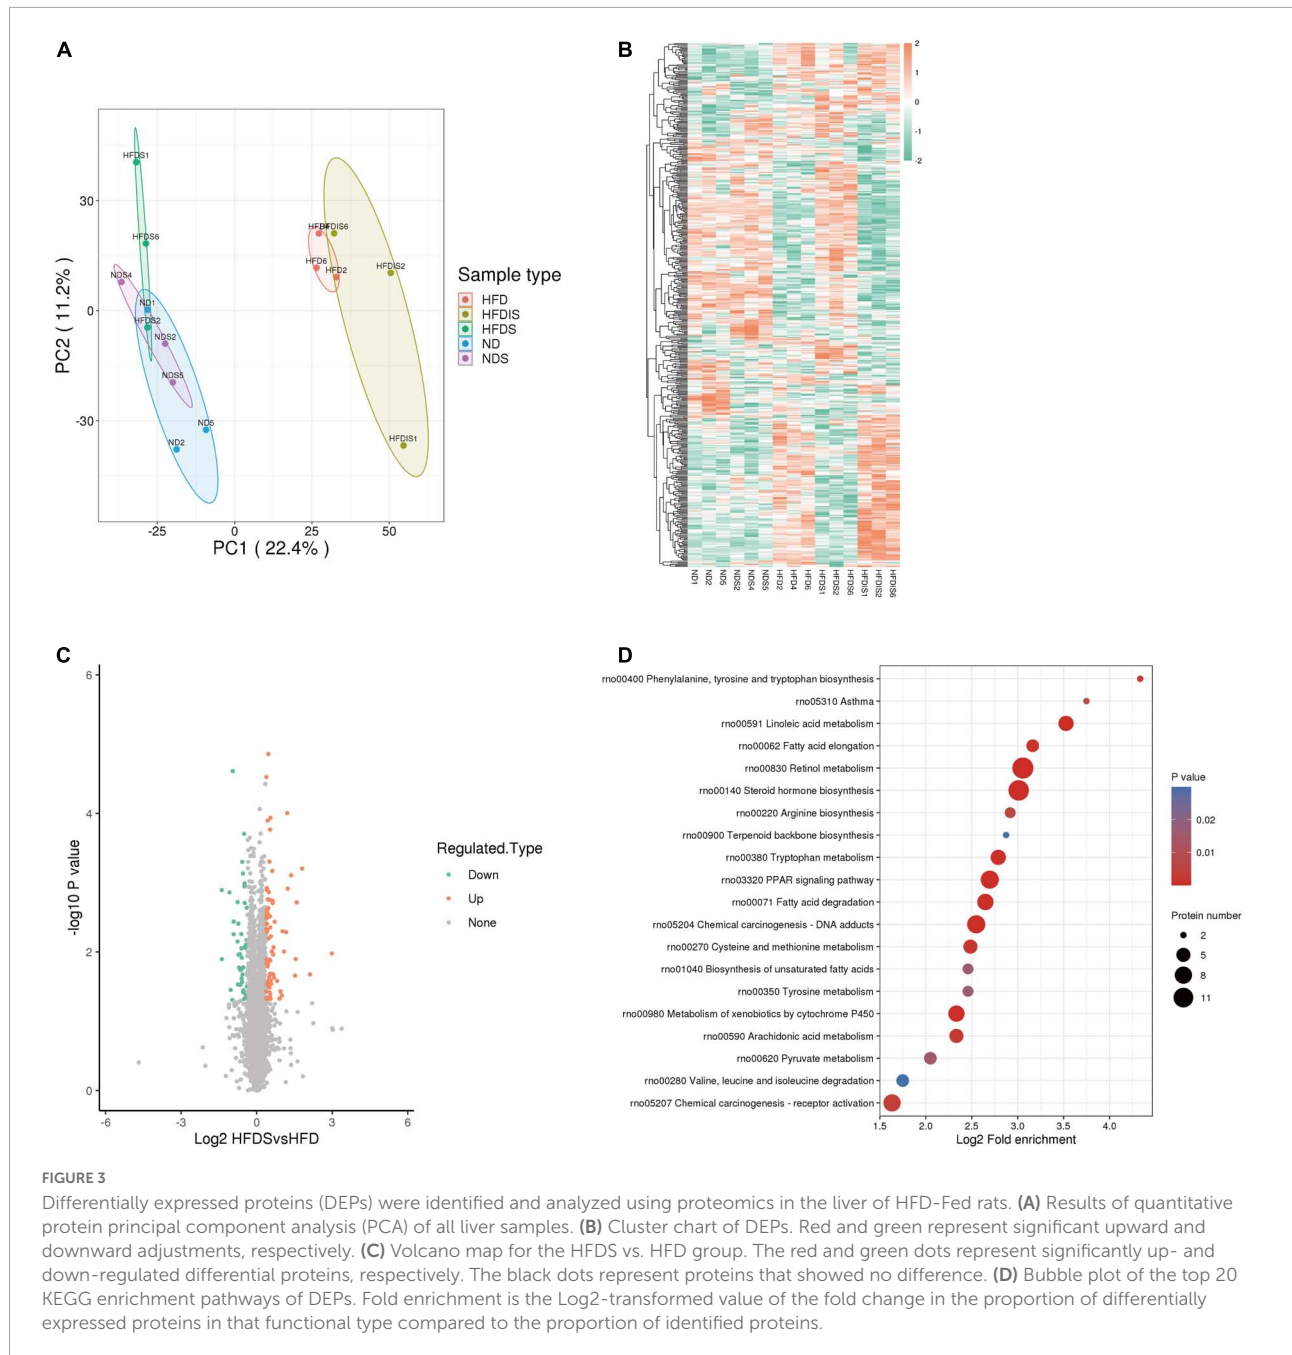 A
HFDS1
HFDS6
NDS4
ND1
HFDS2
NDS2
NDS5
ND5
ND2
HFDIS6
HFD6
HFD2
HFDIS2
HFDIS1
30
0
-30
-25
0
25
50
PC2 ( 11.2% )
PC1 ( 22.4% )
Sample type
HFD
HFDIS
HFDS
ND
NDS
B
2
1
0
-1
-2
ND1
ND2
ND5
NDS2
NDS4
NDS5
HFD2
HFD4
HFD6
HFDS1
HFDS2
HFDS6
HFDIS1
HFDIS2
HFDIS6
C
6
4
2
0
-log10 P value
-6
-3
0
3
6
Log2 HFDSvsHFD
Regulated.Type
Down
Up
None
D
rno00400 Phenylalanine, tyrosine and tryptophan biosynthesis
rno05310 Asthma
rno00591 Linoleic acid metabolism
rno00062 Fatty acid elongation
rno00830 Retinol metabolism
rno00140 Steroid hormone biosynthesis
rno00220 Arginine biosynthesis
rno00900 Terpenoid backbone biosynthesis
rno00380 Tryptophan metabolism
rno03320 PPAR signaling pathway
rno00071 Fatty acid degradation
rno05204 Chemical carcinogenesis - DNA adducts
rno00270 Cysteine and methionine metabolism
rno01040 Biosynthesis of unsaturated fatty acids
rno00350 Tyrosine metabolism
rno00980 Metabolism of xenobiotics by cytochrome P450
rno00590 Arachidonic acid metabolism
rno00620 Pyruvate metabolism
rno00280 Valine, leucine and isoleucine degradation
rno05207 Chemical carcinogenesis - receptor activation
1.5
2.0
2.5
3.0
3.5
4.0
Log2 Fold enrichment
P value
0.02
0.01
Protein number
2
5
8
11
FIGURE 3
Differentially expressed proteins (DEPs) were identified and analyzed using proteomics in the liver of HFD-Fed rats. (A) Results of quantitative
protein principal component analysis (PCA) of all liver samples. (B) Cluster chart of DEPs. Red and green represent significant upward and
downward adjustments, respectively. (C) Volcano map for the HFDS vs. HFD group. The red and green dots represent significantly up- and
down-regulated differential proteins, respectively. The black dots represent proteins that showed no difference. (D) Bubble plot of the top 20
KEGG enrichment pathways of DEPs. Fold enrichment is the Log2-transformed value of the fold change in the proportion of differentially
expressed proteins in that functional type compared to the proportion of identified proteins.